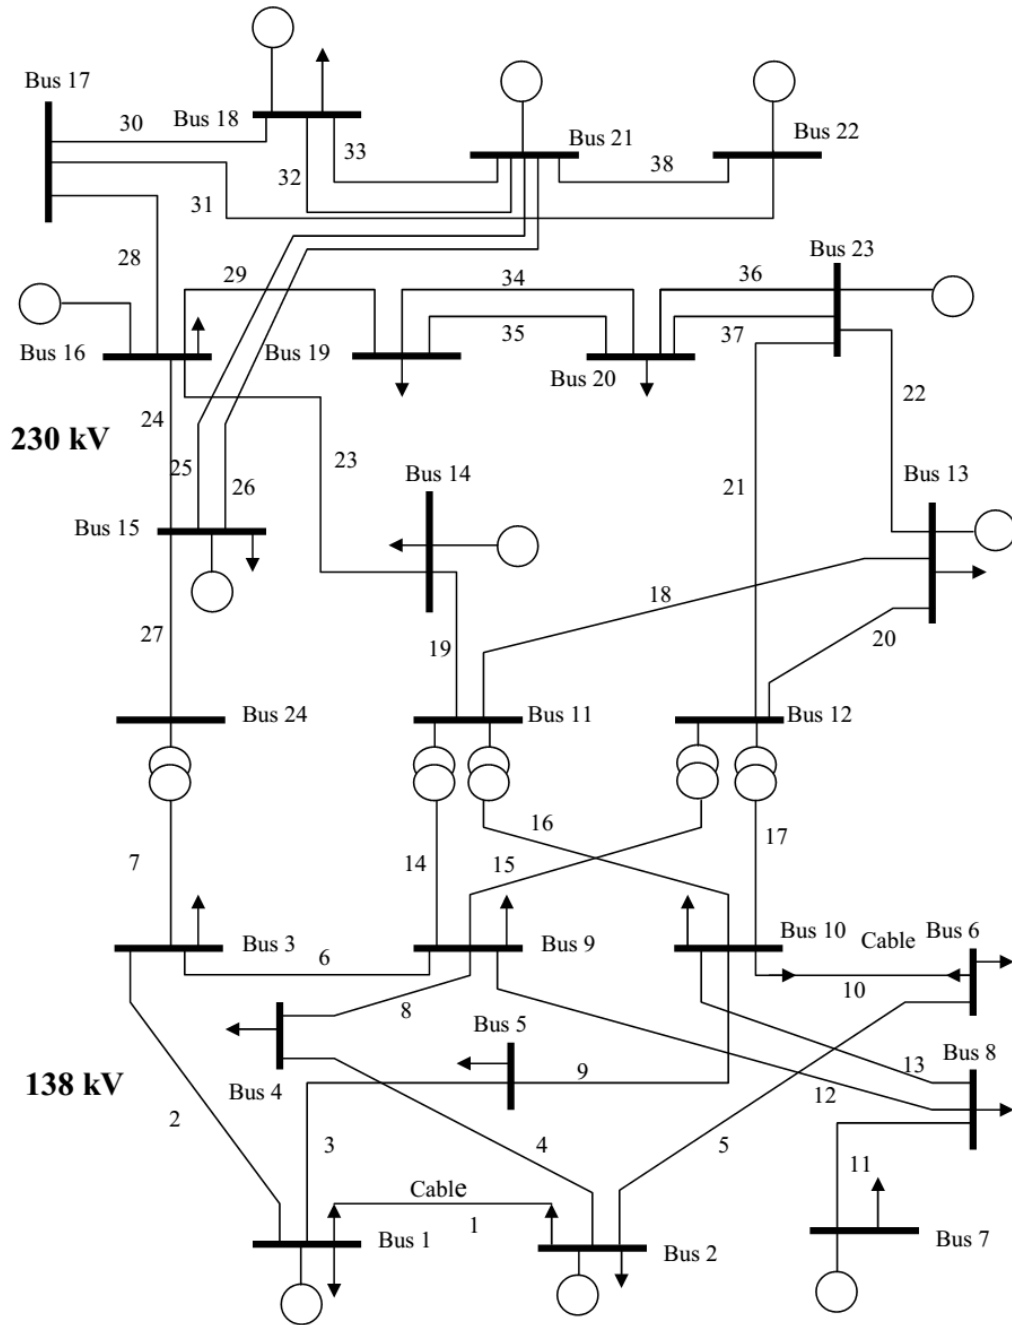 Bus 17
Bus 18
Bus 21
Bus 22
30
33
32
38
31
28
29
34
36
Bus 23
35
37
Bus 16
Bus 19
Bus 20
22
24
230 kV
23
25
26
21
Bus 14
Bus 13
Bus 15
18
27
19
20
Bus 24
Bus 11
Bus 12
7
14
15
16
17
Bus 3
Bus 9
Bus 10
Bus 6
Cable
6
10
8
Bus 5
Bus 8
9
13
138 kV
Bus 4
12
2
3
4
5
11
Cable
1
Bus 1
Bus 2
Bus 7